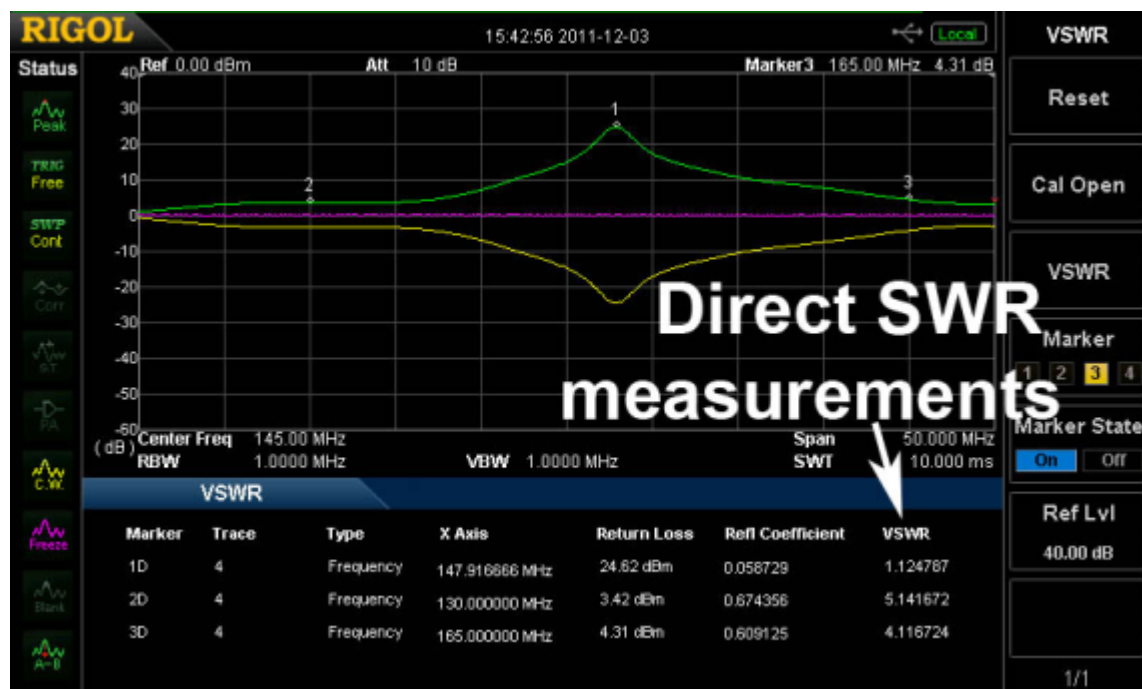 RIGOL 15:42:56 2011-12-03 Local VSWR
Status
Ref 0.00 dBm Att 10 dB Marker3 165.00 MHz 4.31 dB
40
30
20
10
0
-10
-20
-30
-40
-50
-60
(dB)
1
2
3
Peak
TRIG
Free
SWP
Cont
Corr
S.T.
PA
C.W.
Freeze
Blank
A-B
Direct SWR
measurements
Center Freq 145.00 MHz Span 50.000 MHz
RBW 1.0000 MHz VBW 1.0000 MHz SWT 10.000 ms
VSWR
Marker Trace Type X Axis Return Loss Refl Coefficient VSWR
1D 4 Frequency 147.916666 MHz 24.62 dBm 0.058729 1.124787
2D 4 Frequency 130.000000 MHz 3.42 dBm 0.674356 5.141672
3D 4 Frequency 165.000000 MHz 4.31 dBm 0.609125 4.116724
Reset
Cal Open
VSWR
Marker
1 2 3 4
Marker State
On Off
Ref Lvl
40.00 dB
1/1